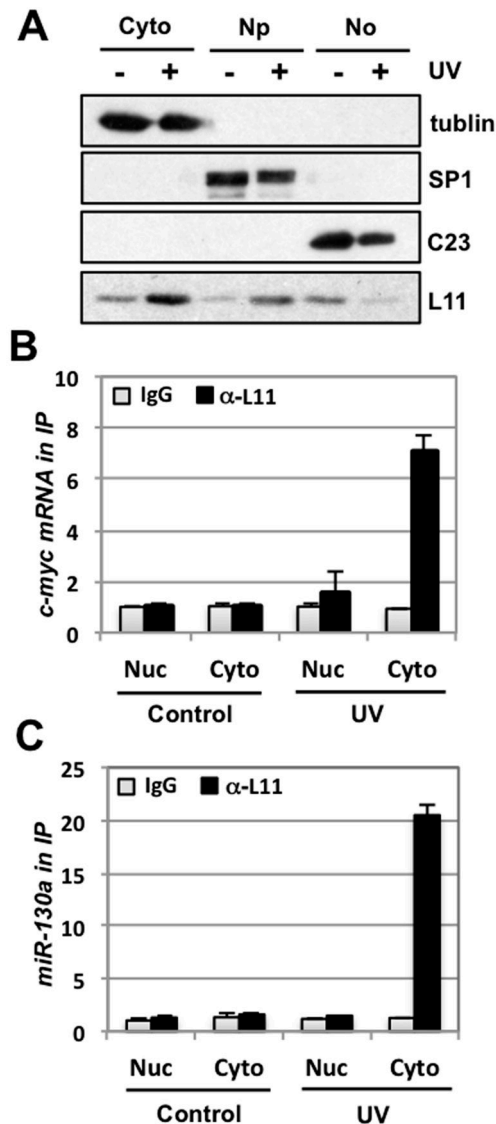 A
Cyto Np No
- + - + - + UV
tublin
SP1
C23
L11
B
c-myc mRNA in IP
10
8
6
4
2
0
IgG α-L11
Nuc Cyto Nuc Cyto
Control UV
C
miR-130a in IP
25
20
15
10
5
0
IgG α-L11
Nuc Cyto Nuc Cyto
Control UV